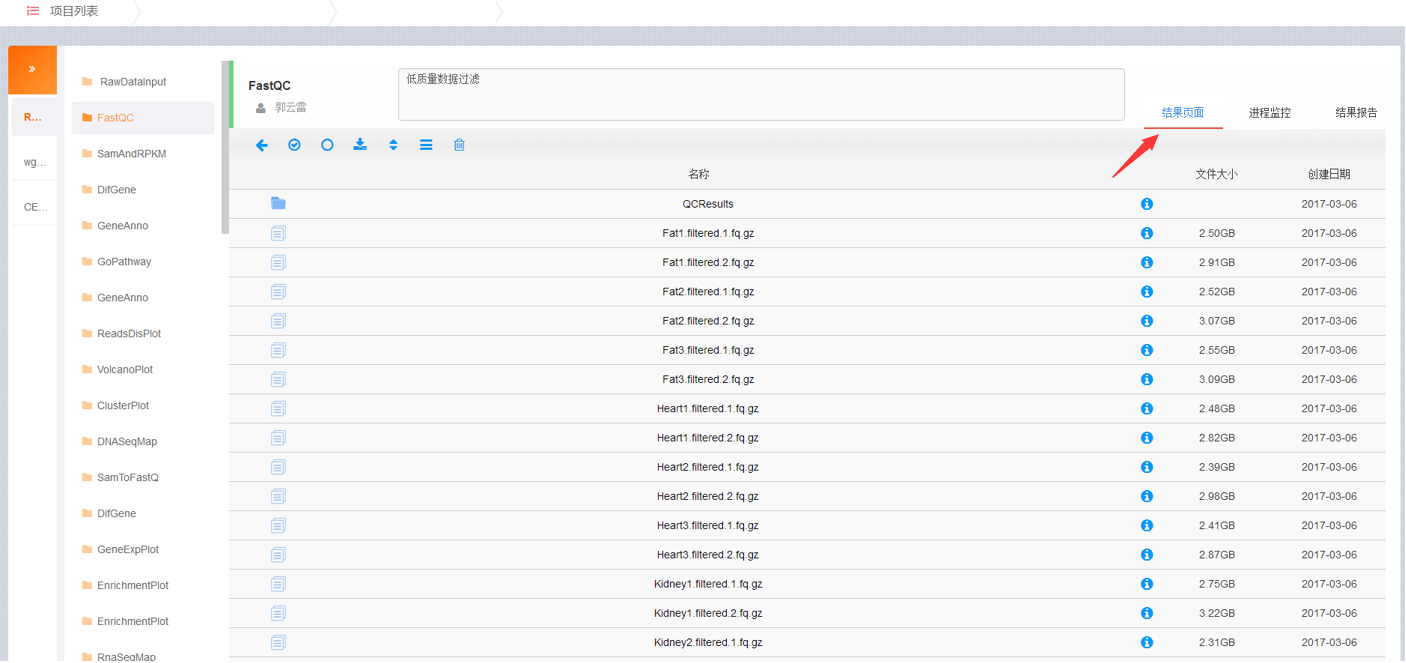 项目列表
»
R...
wg...
CE...
RawDataInput
FastQC
SamAndRPKM
DifGene
GeneAnno
GoPathway
GeneAnno
ReadsDisPlot
VolcanoPlot
ClusterPlot
DNASeqMap
SamToFastQ
DifGene
GeneExpPlot
EnrichmentPlot
EnrichmentPlot
RnaSeqMap
FastQC
郭云雷
低质量数据过滤
结果页面 进程监控 结果报告
名称 文件大小 创建日期
QCResults 2017-03-06
Fat1.filtered.1.fq.gz 2.50GB 2017-03-06
Fat1.filtered.2.fq.gz 2.91GB 2017-03-06
Fat2.filtered.1.fq.gz 2.52GB 2017-03-06
Fat2.filtered.2.fq.gz 3.07GB 2017-03-06
Fat3.filtered.1.fq.gz 2.55GB 2017-03-06
Fat3.filtered.2.fq.gz 3.09GB 2017-03-06
Heart1.filtered.1.fq.gz 2.48GB 2017-03-06
Heart1.filtered.2.fq.gz 2.82GB 2017-03-06
Heart2.filtered.1.fq.gz 2.39GB 2017-03-06
Heart2.filtered.2.fq.gz 2.98GB 2017-03-06
Heart3.filtered.1.fq.gz 2.41GB 2017-03-06
Heart3.filtered.2.fq.gz 2.87GB 2017-03-06
Kidney1.filtered.1.fq.gz 2.75GB 2017-03-06
Kidney1.filtered.2.fq.gz 3.22GB 2017-03-06
Kidney2.filtered.1.fq.gz 2.31GB 2017-03-06